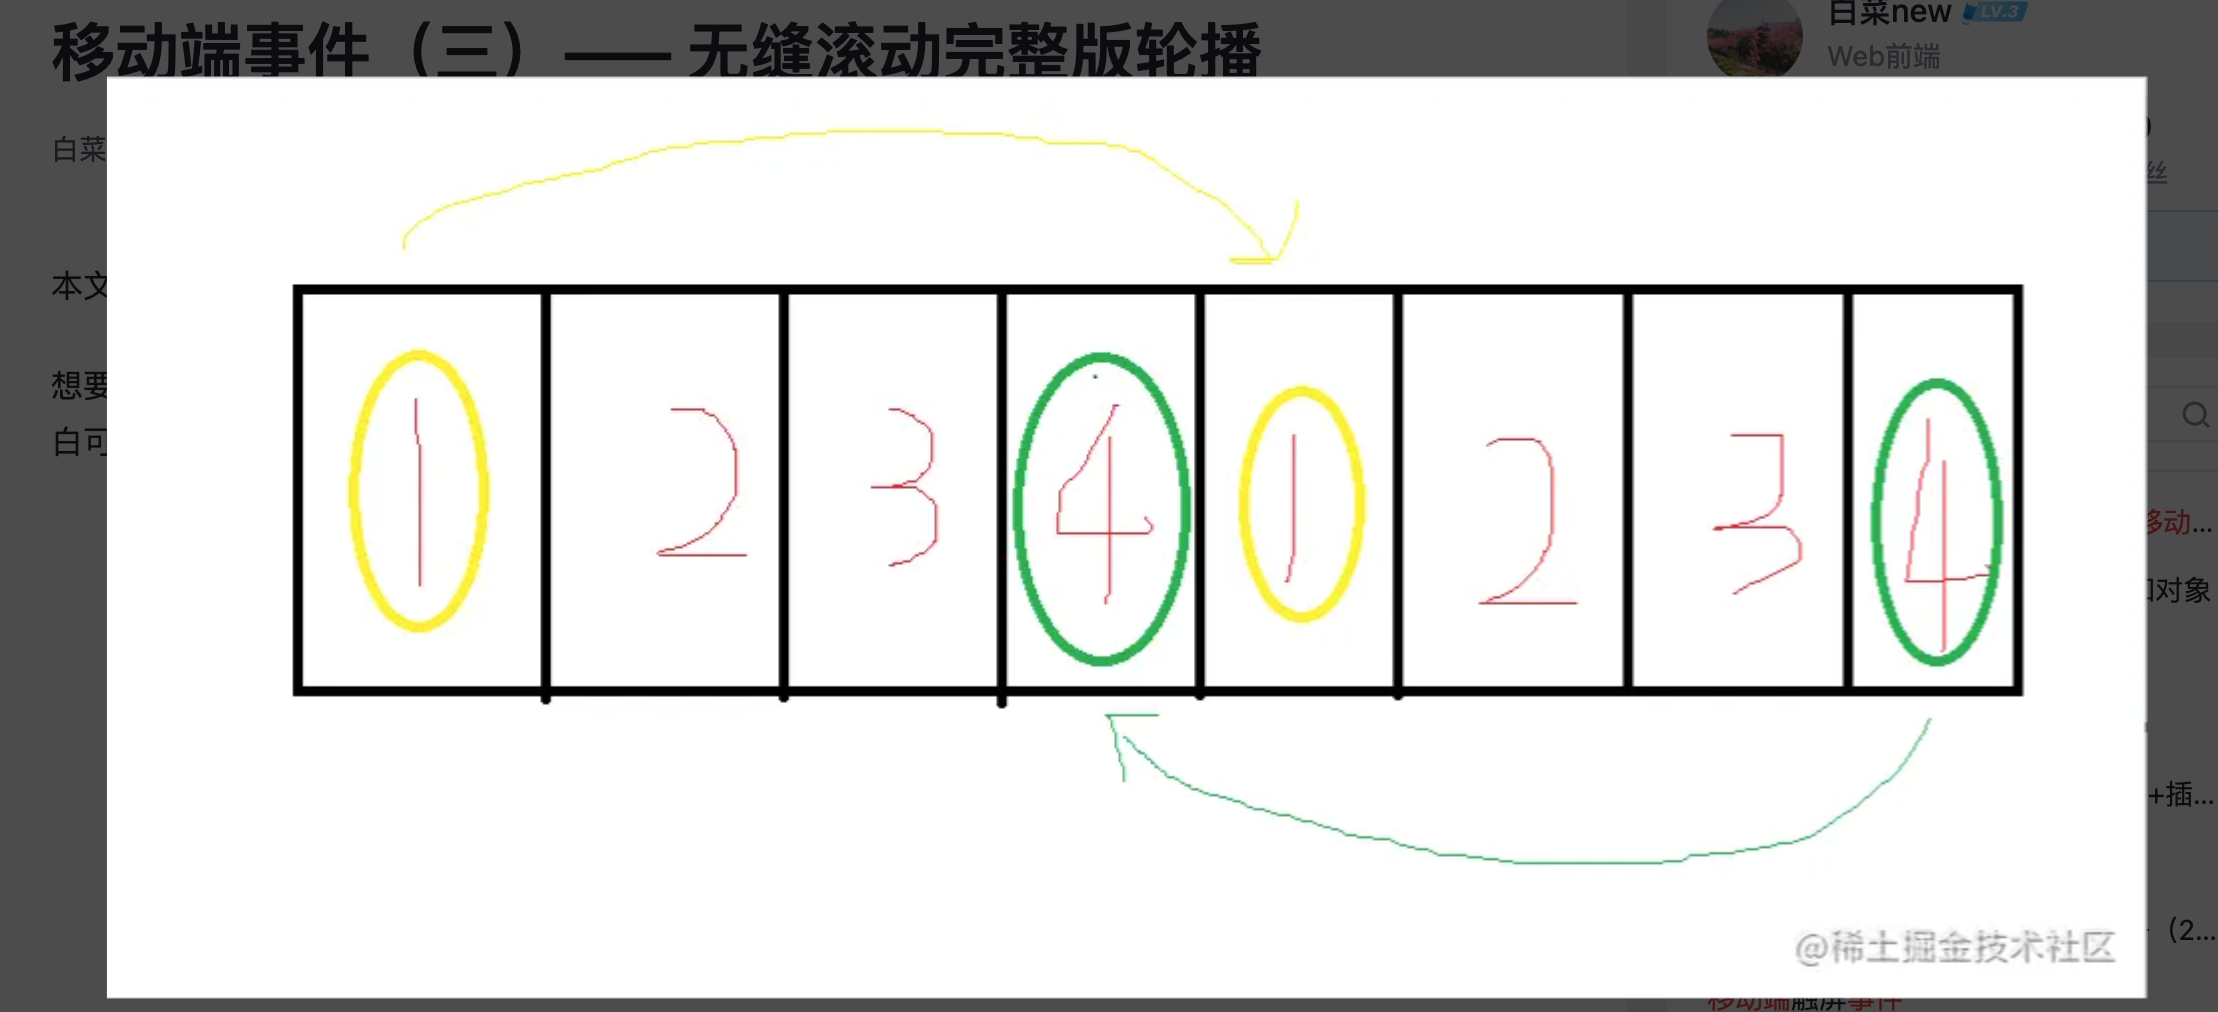 移动端事件（三）—— 无缝滚动完整版轮播
白菜new LV.3
Web前端
白菜
丝
本文
想要
白可
1 2 3 4 1 2 3 4
移动...
和对象
+插...
(2...
@稀土掘金技术社区
移动端触屏事件